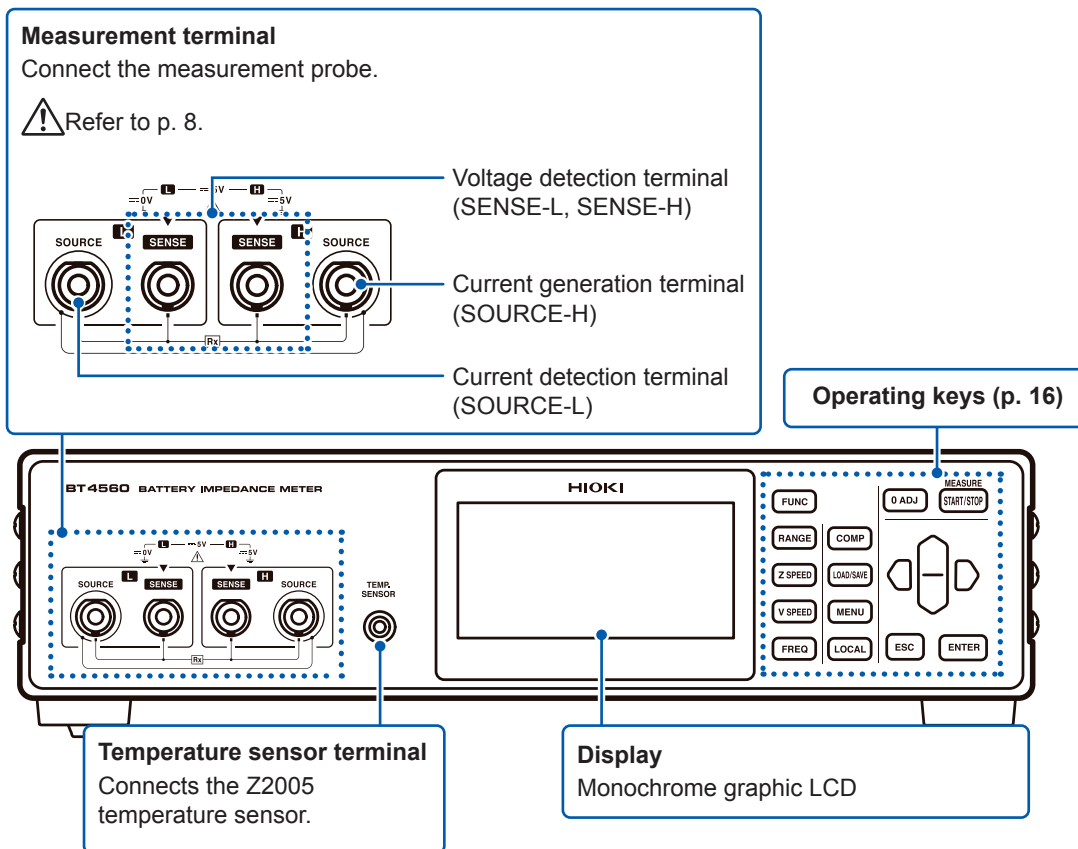 Measurement terminal
Connect the measurement probe.
Refer to p. 8.
Voltage detection terminal
(SENSE-L, SENSE-H)
L 5V H
0V 5V
L H
SOURCE SENSE SENSE SOURCE
Rx
Current generation terminal
(SOURCE-H)
Current detection terminal
(SOURCE-L)
Operating keys (p. 16)
BT4560 BATTERY IMPEDANCE METER
HIOKI
L 5V H
0V 5V
L H
SOURCE SENSE SENSE SOURCE
Rx
TEMP.
SENSOR
MEASURE
FUNC 0 ADJ START/STOP
RANGE COMP
Z SPEED LOAD/SAVE
V SPEED MENU
FREQ LOCAL ESC ENTER
Temperature sensor terminal
Connects the Z2005
temperature sensor.
Display
Monochrome graphic LCD